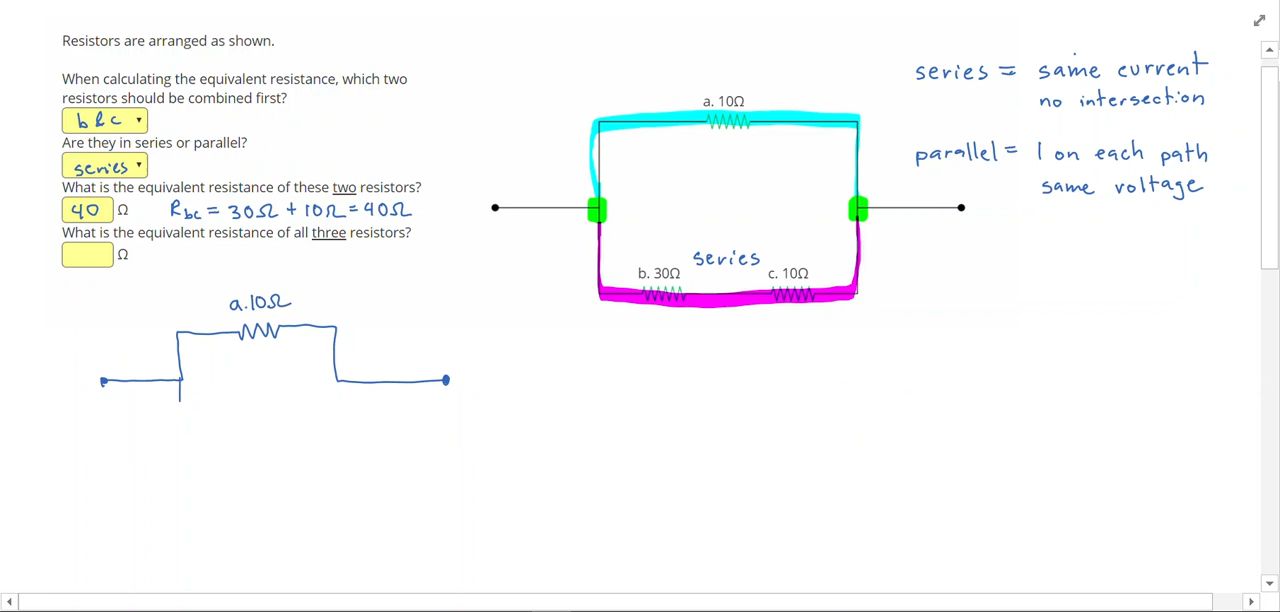 Resistors are arranged as shown.
When calculating the equivalent resistance, which two
resistors should be combined first?
b & c
Are they in series or parallel?
series
What is the equivalent resistance of these two resistors?
40 Ω R_bc = 30Ω + 10Ω = 40Ω
What is the equivalent resistance of all three resistors?
Ω
a. 10Ω
a. 10Ω
series
b. 30Ω c. 10Ω
series = same current
no intersection
parallel = 1 on each path
same voltage